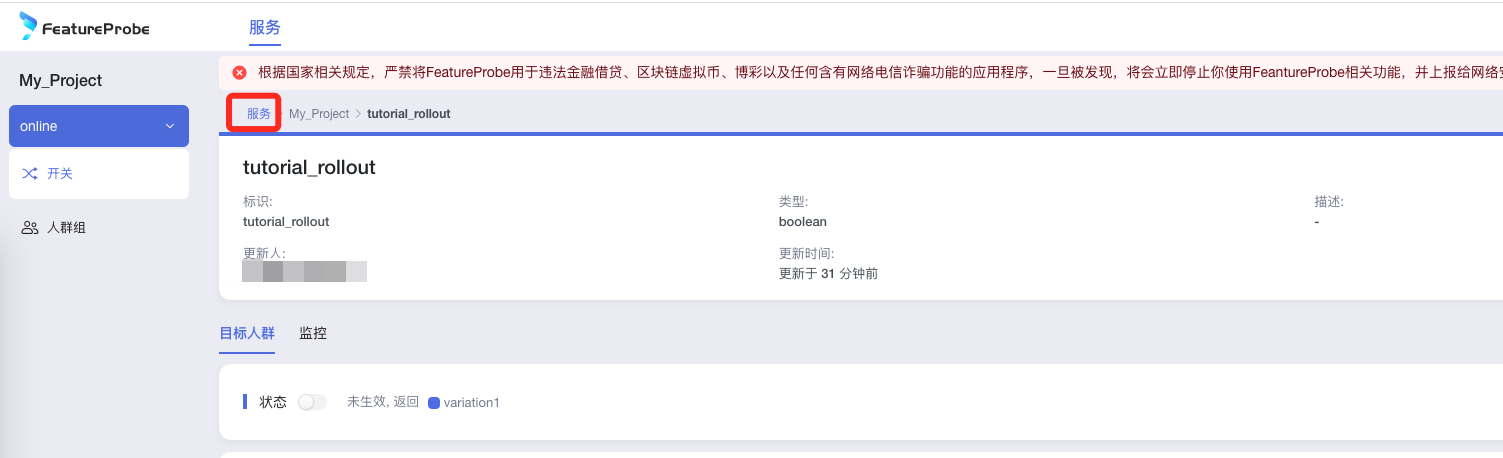 FeatureProbe
服务
My_Project
根据国家相关规定，严禁将FeatureProbe用于违法金融借贷、区块链虚拟币、博彩以及任何含有网络电信诈骗功能的应用程序，一旦被发现，将会立即停止你使用FeantureProbe相关功能，并上报给网络
online
服务 My_Project > tutorial_rollout
开关
人群组
tutorial_rollout
标识: 类型: 描述:
tutorial_rollout boolean -
更新人: 更新时间:
更新于 31 分钟前
目标人群 监控
状态 未生效, 返回 variation1